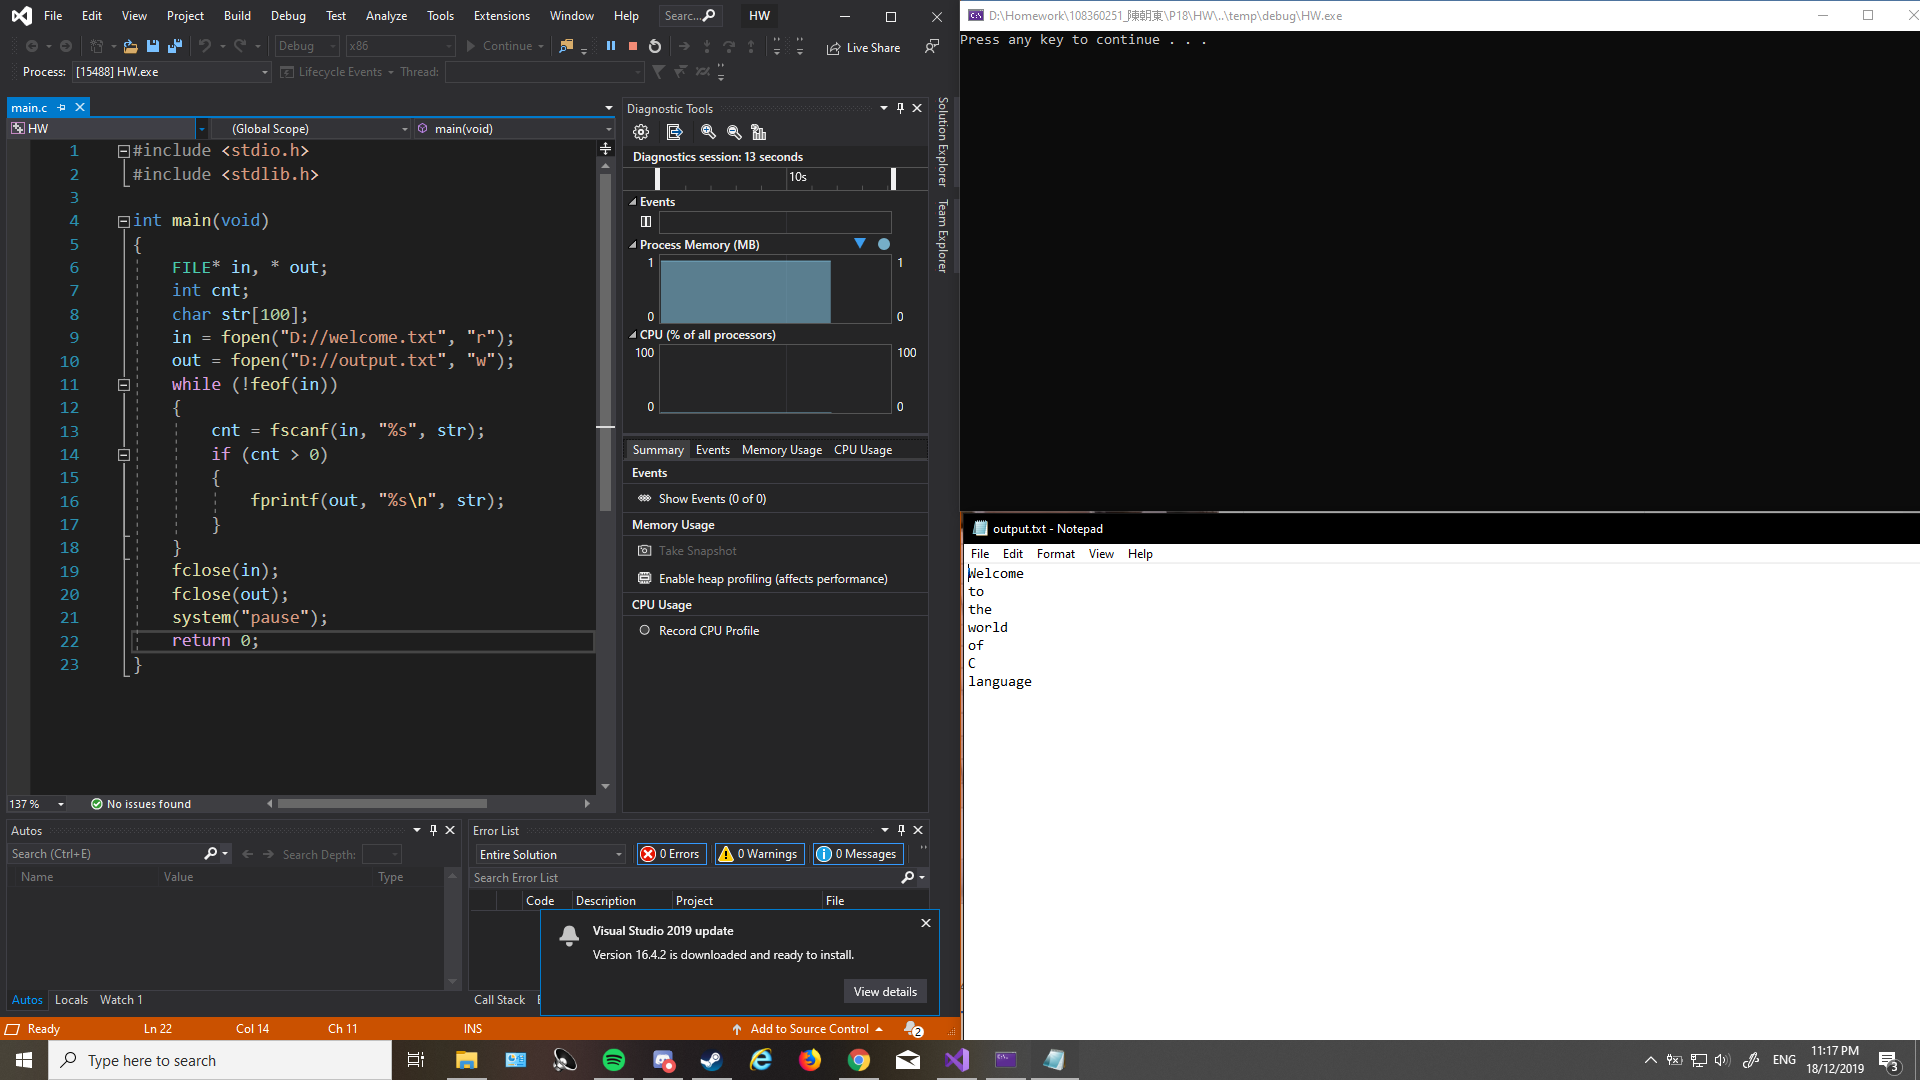 File Edit View Project Build Debug Test Analyze Tools Extensions Window Help Searc... HW
Debug x86 Continue Live Share
Process: [15488] HW.exe Lifecycle Events Thread:
main.c
HW (Global Scope) main(void)
1 #include <stdio.h>
2 #include <stdlib.h>
3
4 int main(void)
5 {
6 FILE* in, * out;
7 int cnt;
8 char str[100];
9 in = fopen("D://welcome.txt", "r");
10 out = fopen("D://output.txt", "w");
11 while (!feof(in))
12 {
13 cnt = fscanf(in, "%s", str);
14 if (cnt > 0)
15 {
16 fprintf(out, "%s\n", str);
17 }
18 }
19 fclose(in);
20 fclose(out);
21 system("pause");
22 return 0;
23 }
137 % No issues found
Diagnostic Tools
Diagnostics session: 13 seconds
10s
Events
Process Memory (MB)
1 1
0 0
CPU (% of all processors)
100 100
0 0
Summary Events Memory Usage CPU Usage
Events
Show Events (0 of 0)
Memory Usage
Take Snapshot
Enable heap profiling (affects performance)
CPU Usage
Record CPU Profile
Solution Explorer
Team Explorer
Autos
Search (Ctrl+E) Search Depth:
Name Value Type
Autos Locals Watch 1
Error List
Entire Solution 0 Errors 0 Warnings 0 Messages
Search Error List
Code Description Project File
Visual Studio 2019 update
Version 16.4.2 is downloaded and ready to install.
View details
Call Stack
Ready Ln 22 Col 14 Ch 11 INS Add to Source Control 2
D:\Homework\108360251_陳朝東\P18\HW\..\temp\debug\HW.exe
Press any key to continue . . .
output.txt - Notepad
File Edit Format View Help
Welcome
to
the
world
of
C
language
Type here to search
ENG
11:17 PM
18/12/2019
3